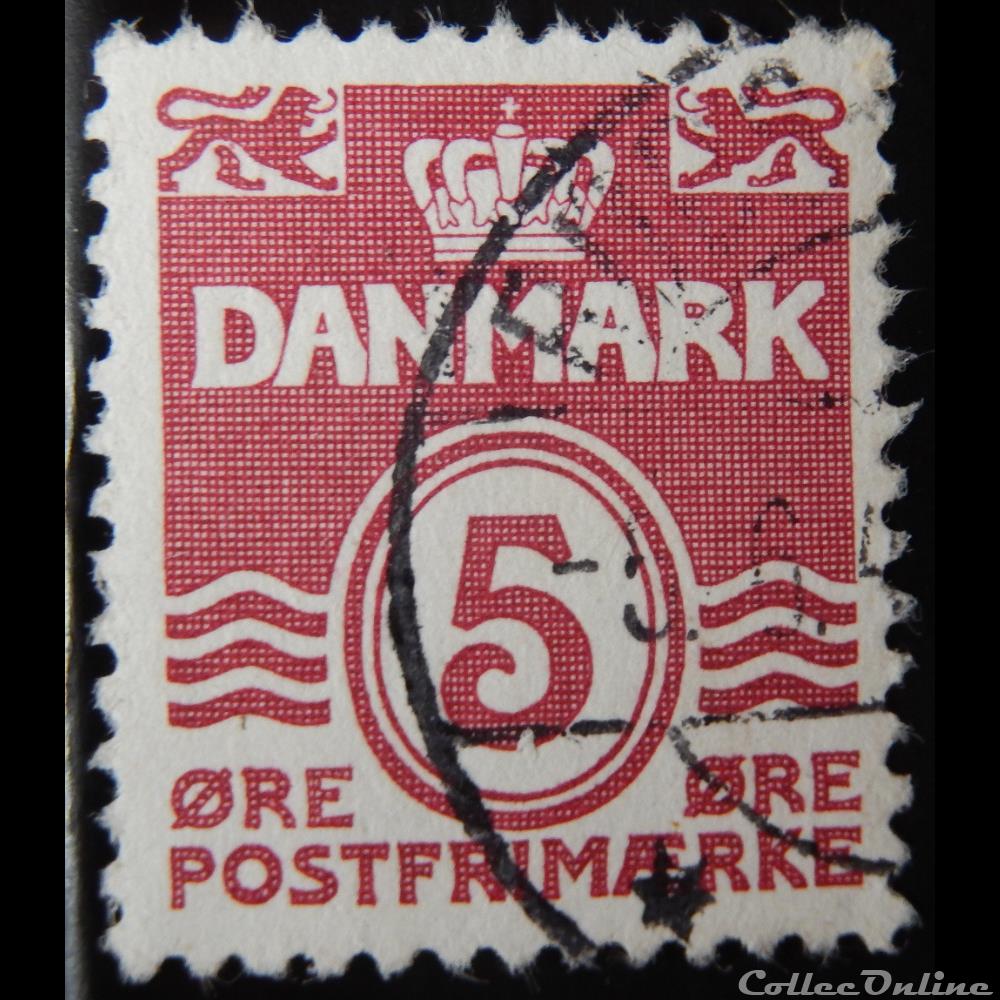 DANMARK
5
ØRE ØRE
POSTFRIMÆRKE
CollecOnline